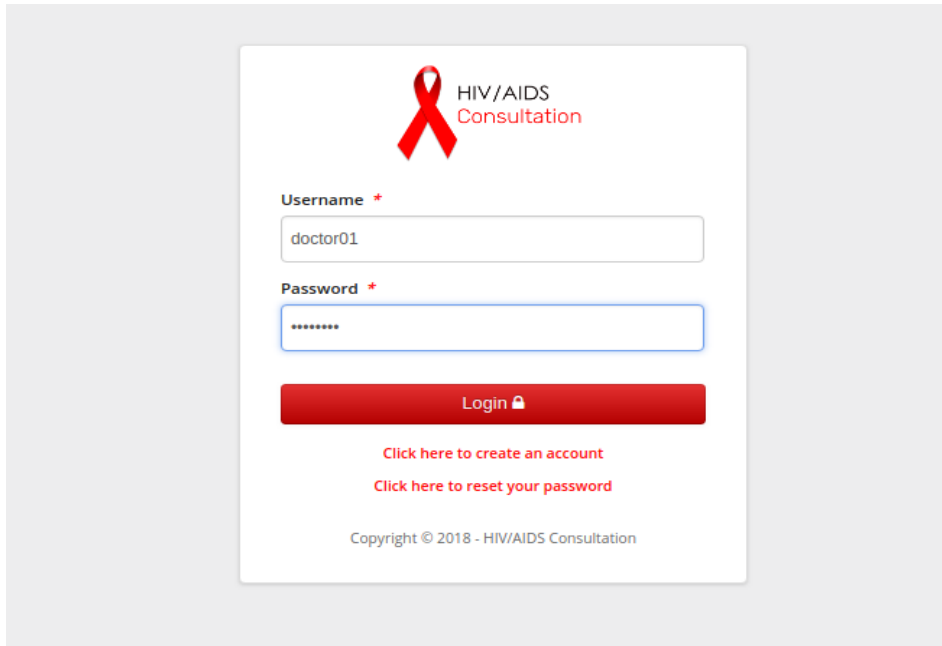 HIV/AIDS
Consultation
Username *
doctor01
Password *
••••••••
Login
Click here to create an account
Click here to reset your password
Copyright © 2018 - HIV/AIDS Consultation